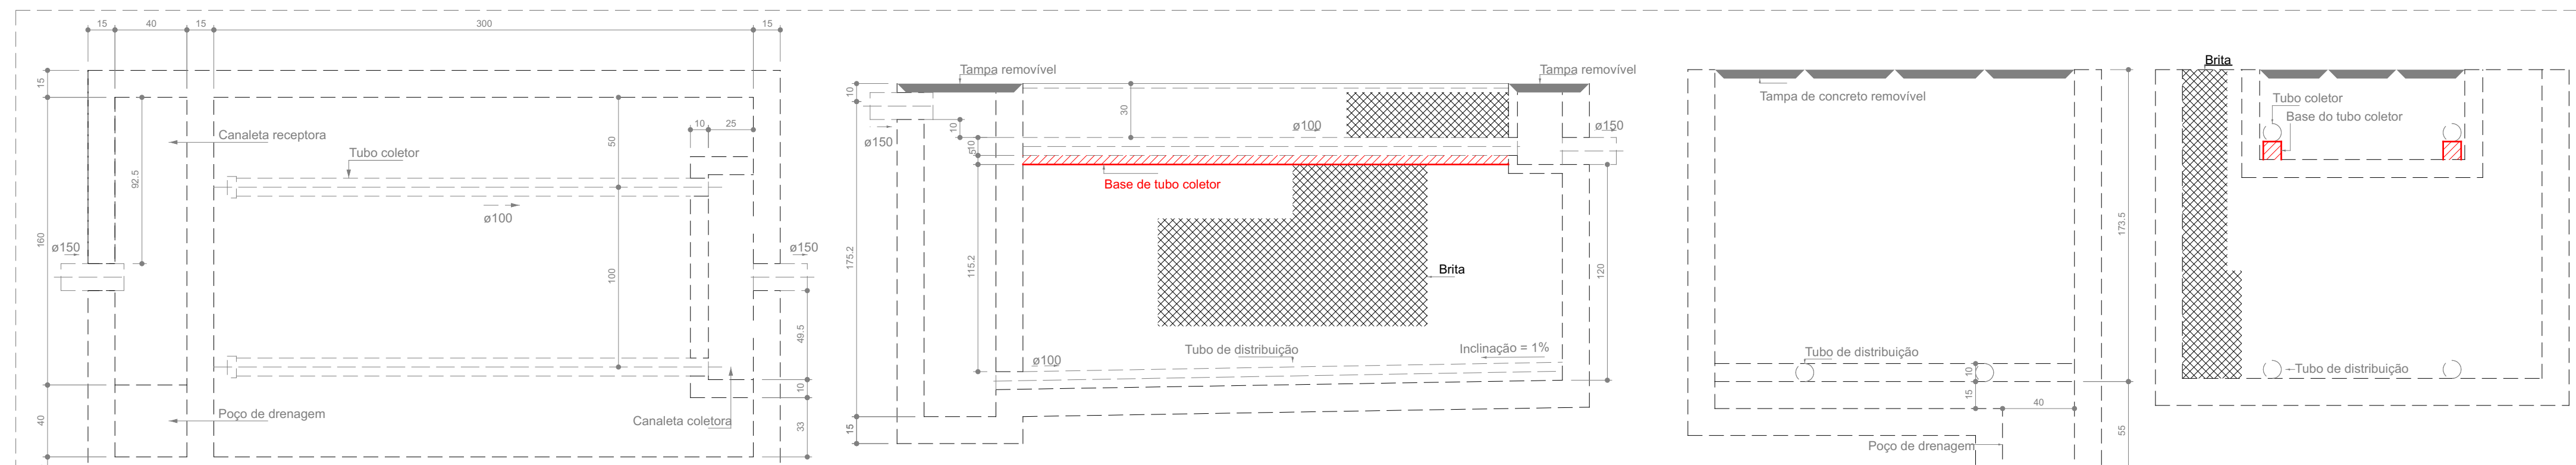 15
40
15
300
15
15
160
40
92.5
Canaleta receptora
Tubo coletor
ø100
50
100
10
25
ø150
ø150
49.5
10
33
Poço de drenagem
Canaleta coletora
Tampa removível
Tampa removível
10
10
30
ø100
ø150
ø150
10
5
Base de tubo coletor
175.2
115.2
120
Brita
Tubo de distribuição
Inclinação = 1%
ø100
15
Tampa de concreto removível
173.5
Tubo de distribuição
10
15
40
55
Poço de drenagem
Brita
Tubo coletor
Base do tubo coletor
Tubo de distribuição